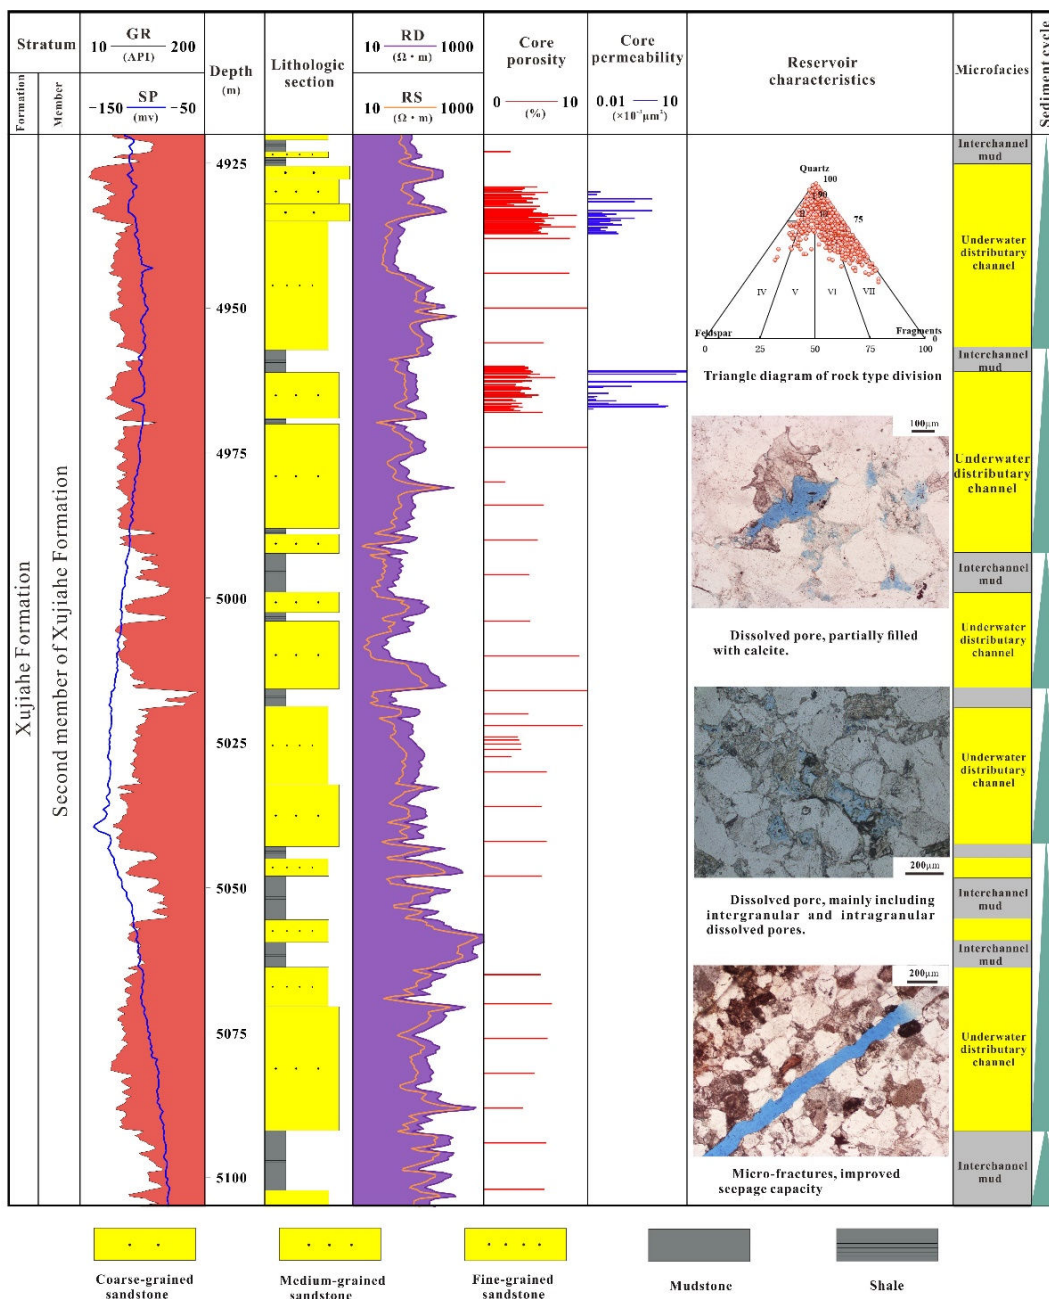 Stratum
Formation
Member
GR
10 200
(API)
SP
−150 −50
(mv)
Depth
(m)
Lithologic
section
RD
10 1000
(Ω·m)
RS
10 1000
(Ω·m)
Core
porosity
0 10
(%)
Core
permeability
0.01 10
(×10⁻³μm²)
Reservoir
characteristics
Microfacies
Sediment cycle
Xujiahe Formation
Second member of Xujiahe Formation
4925
4950
4975
5000
5025
5050
5075
5100
Quartz
100
90
75
II
III
IV
V
VI
VII
Feldspar
Fragments
0
0 25 50 75 100
Triangle diagram of rock type division
100μm
Dissolved pore, partially filled
with calcite.
200μm
Dissolved pore, mainly including
intergranular and intragranular
dissolved pores.
200μm
Micro-fractures, improved
seepage capacity
Interchannel
mud
Underwater
distributary
channel
Interchannel
mud
Underwater
distributary
channel
Interchannel
mud
Underwater
distributary
channel
Underwater
distributary
channel
Interchannel
mud
Interchannel
mud
Underwater
distributary
channel
Interchannel
mud
Coarse-grained
sandstone
Medium-grained
sandstone
Fine-grained
sandstone
Mudstone
Shale